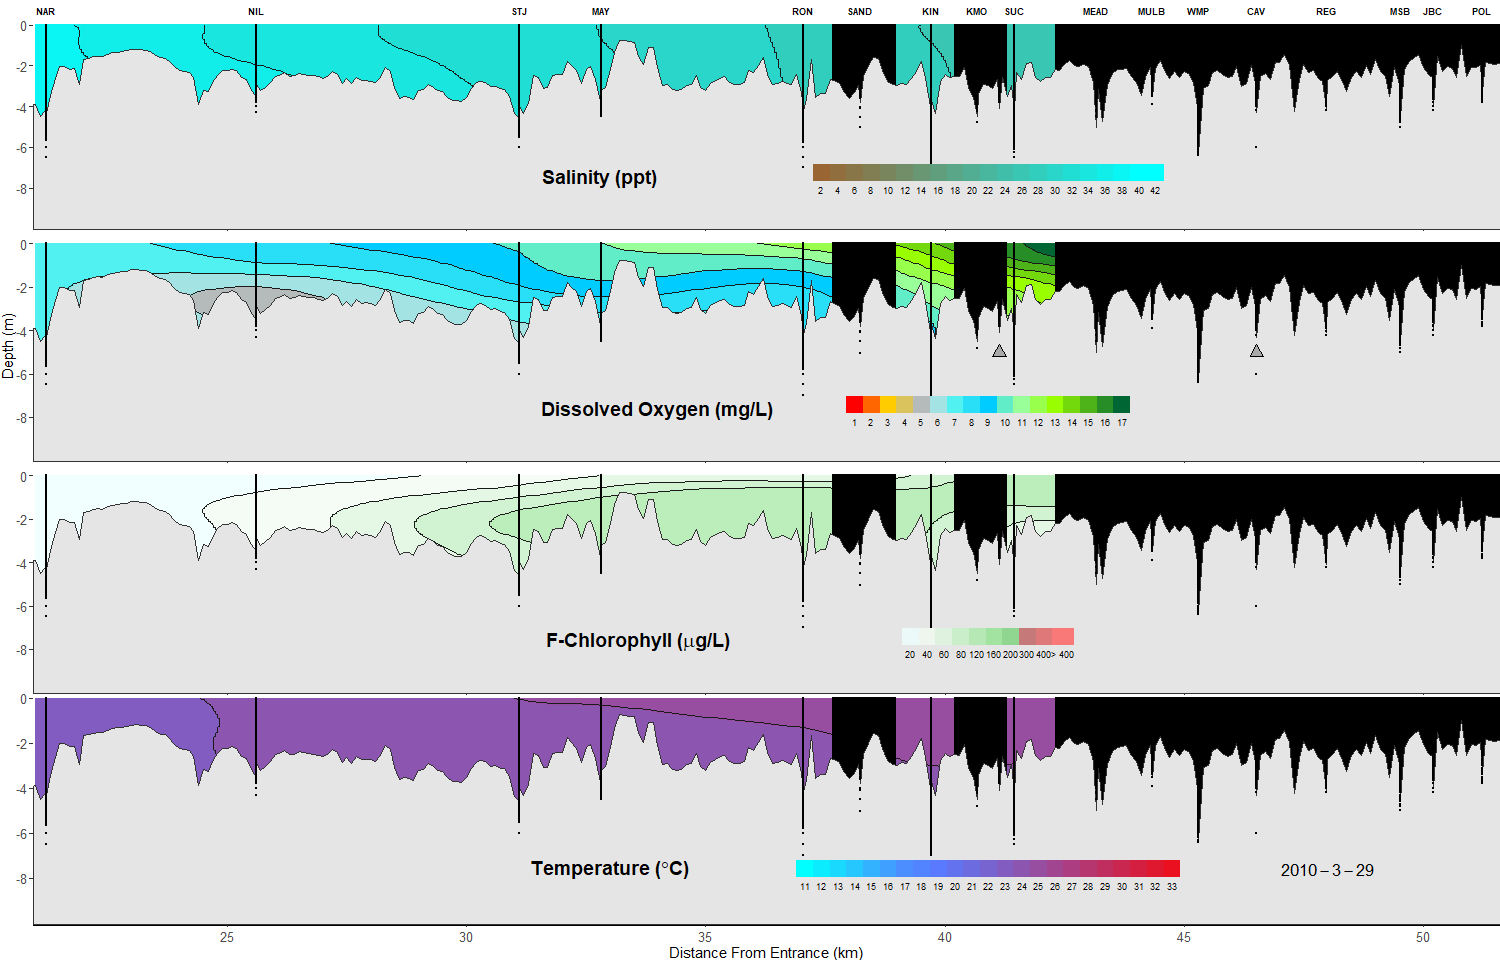 NAR NIL STJ MAY RON SAND KIN KMO SUC MEAD MULB WMP CAV REG MSB JBC POL
0
-2
-4
-6
-8
Salinity (ppt)
2 4 6 8 10 12 14 16 18 20 22 24 26 28 30 32 34 36 38 40 42
0
-2
-4
-6
-8
Depth (m)
Dissolved Oxygen (mg/L)
1 2 3 4 5 6 7 8 9 10 11 12 13 14 15 16 17
0
-2
-4
-6
-8
F-Chlorophyll (μg/L)
20 40 60 80 120 160 200 300 400> 400
0
-2
-4
-6
-8
Temperature (°C)
11 12 13 14 15 16 17 18 19 20 21 22 23 24 25 26 27 28 29 30 31 32 33
2010–3–29
25 30 35 40 45 50
Distance From Entrance (km)